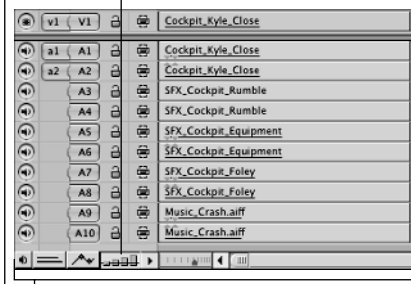 v1 V1 Cockpit_Kyle_Close
a1 A1 Cockpit_Kyle_Close
a2 A2 Cockpit_Kyle_Close
A3 SFX_Cockpit_Rumble
A4 SFX_Cockpit_Rumble
A5 SFX_Cockpit_Equipment
A6 SFX_Cockpit_Equipment
A7 SFX_Cockpit_Foley
A8 SFX_Cockpit_Foley
A9 Music_Crash.aiff
A10 Music_Crash.aiff